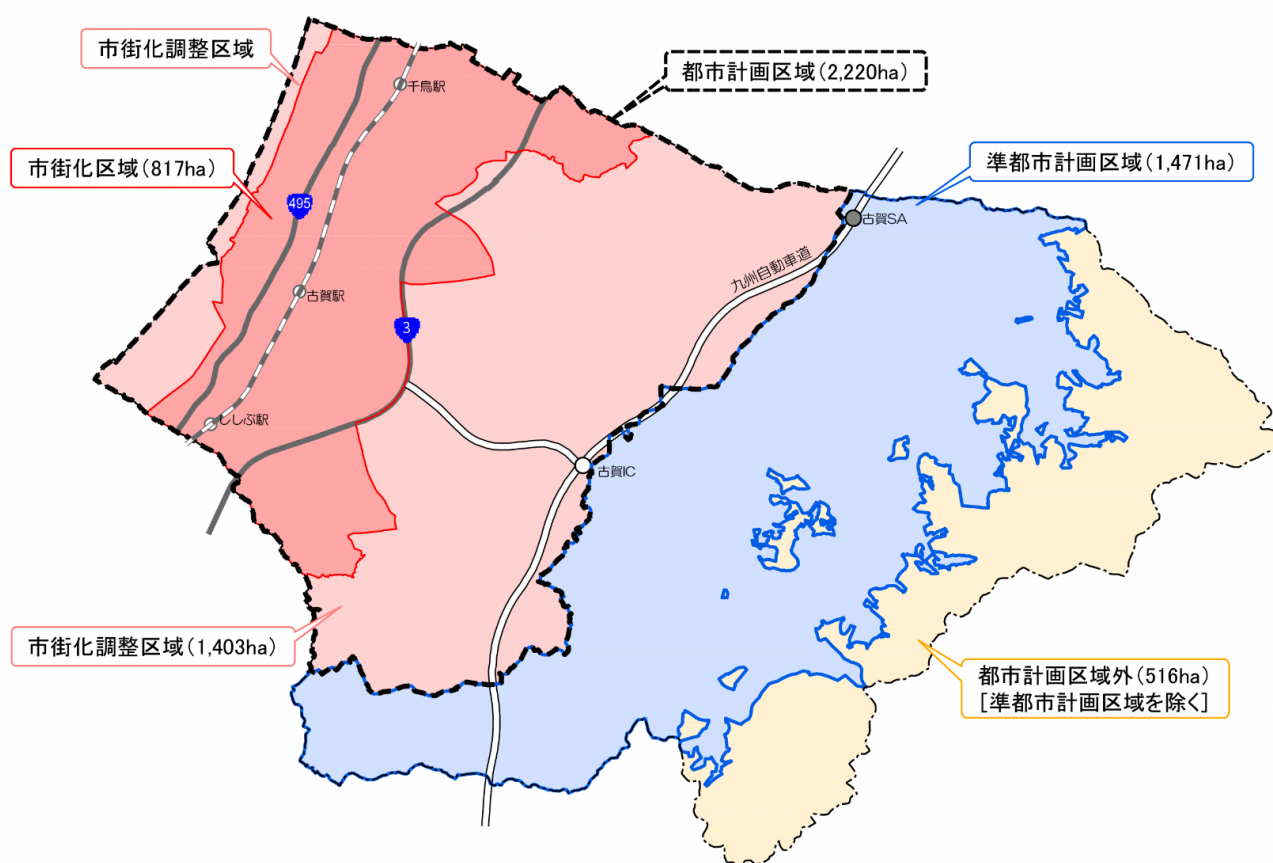 市街化調整区域
都市計画区域(2,220ha)
千鳥駅
市街化区域(817ha)
準都市計画区域(1,471ha)
495
古賀SA
九州自動車道
古賀駅
3
ししぶ駅
古賀IC
市街化調整区域(1,403ha)
都市計画区域外(516ha)
[準都市計画区域を除く]